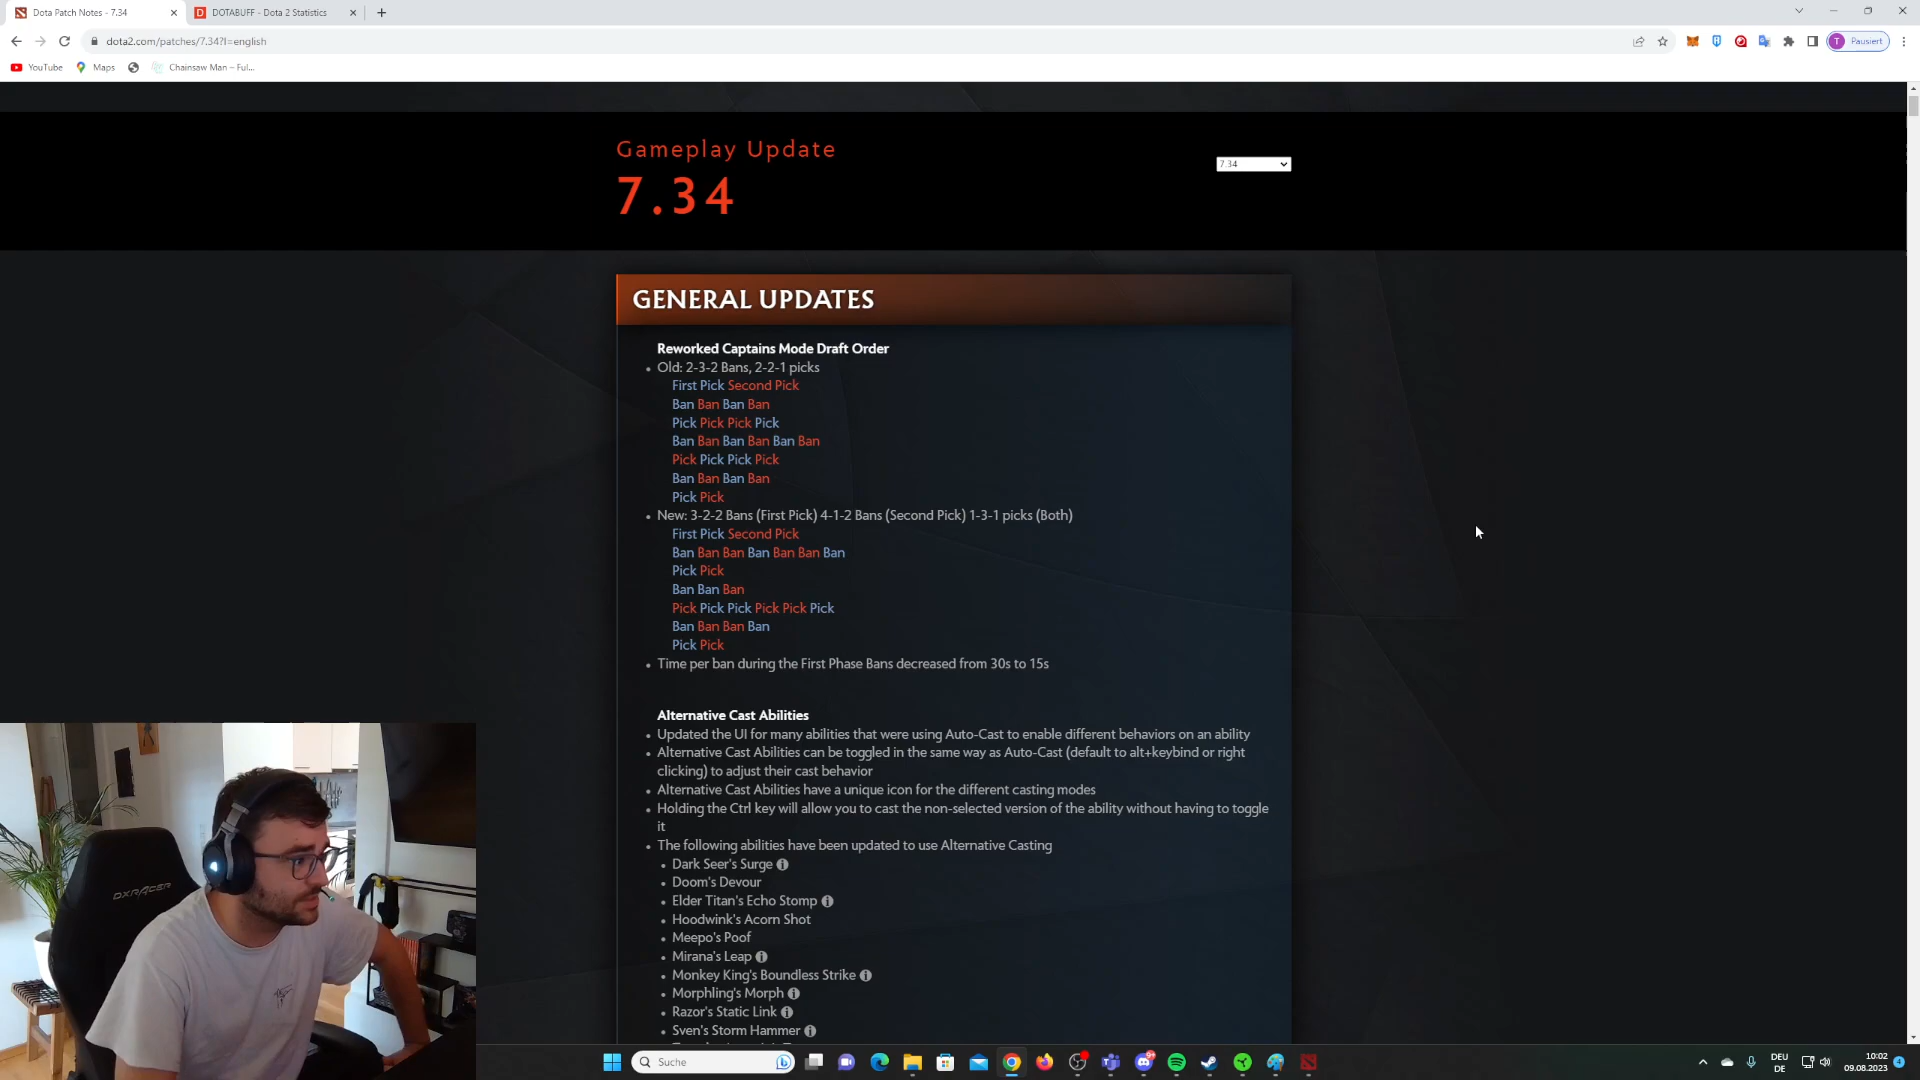 Dota Patch Notes - 7.34
DOTABUFF - Dota 2 Statistics
dota2.com/patches/7.34?l=english
T Pausiert
YouTube
Maps
Chainsaw Man – Ful...
Gameplay Update
7.34
7.34
GENERAL UPDATES
Reworked Captains Mode Draft Order
Old: 2-3-2 Bans, 2-2-1 picks
First Pick Second Pick
Ban Ban Ban Ban
Pick Pick Pick Pick
Ban Ban Ban Ban Ban Ban
Pick Pick Pick Pick
Ban Ban Ban Ban
Pick Pick
New: 3-2-2 Bans (First Pick) 4-1-2 Bans (Second Pick) 1-3-1 picks (Both)
First Pick Second Pick
Ban Ban Ban Ban Ban Ban Ban
Pick Pick
Ban Ban Ban
Pick Pick Pick Pick Pick Pick
Ban Ban Ban Ban
Pick Pick
Time per ban during the First Phase Bans decreased from 30s to 15s
Alternative Cast Abilities
Updated the UI for many abilities that were using Auto-Cast to enable different behaviors on an ability
Alternative Cast Abilities can be toggled in the same way as Auto-Cast (default to alt+keybind or right
clicking) to adjust their cast behavior
Alternative Cast Abilities have a unique icon for the different casting modes
Holding the Ctrl key will allow you to cast the non-selected version of the ability without having to toggle
it
The following abilities have been updated to use Alternative Casting
Dark Seer's Surge
Doom's Devour
Elder Titan's Echo Stomp
Hoodwink's Acorn Shot
Meepo's Poof
Mirana's Leap
Monkey King's Boundless Strike
Morphling's Morph
Razor's Static Link
Sven's Storm Hammer
DXRACER
Suche
DEU
DE
10:02
09.08.2023
4